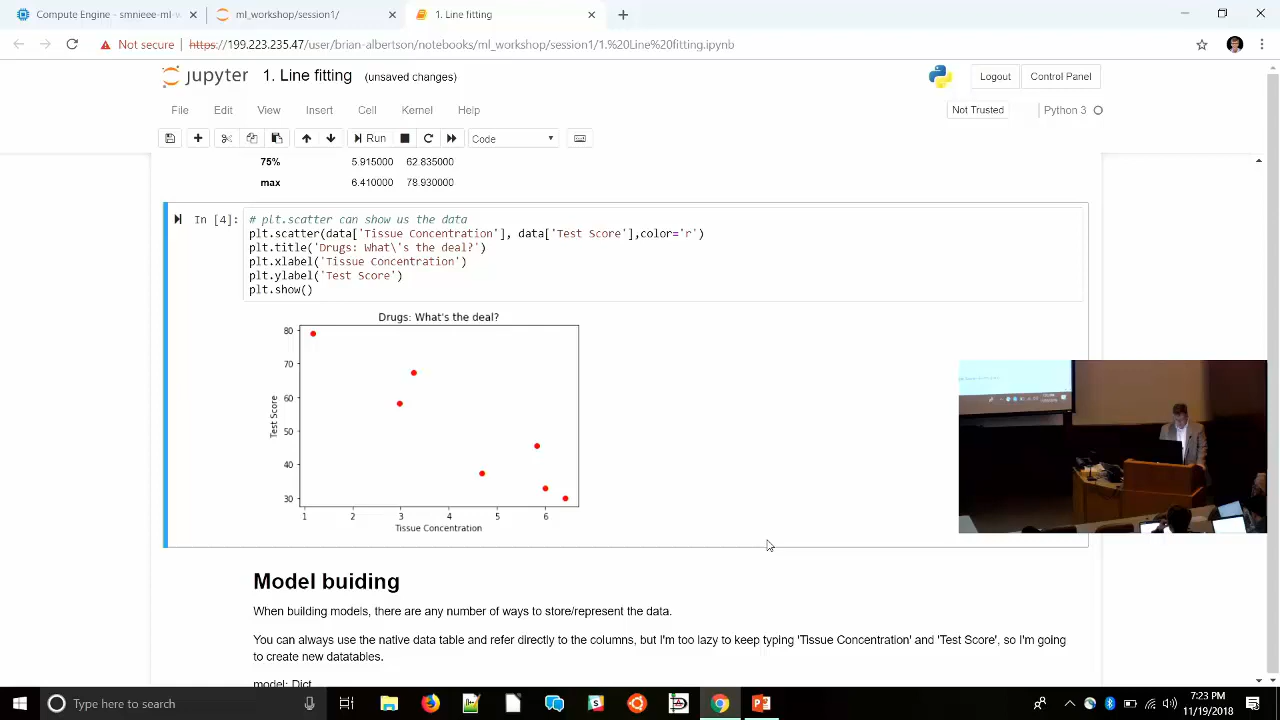 Compute Engine - smnieee-ml-v
ml_workshop/session1/
1. Line fitting
Not secure
https://199.223.235.47/user/brian-albertson/notebooks/ml_workshop/session1/1.%20Line%20fitting.ipynb
jupyter
1. Line fitting (unsaved changes)
Logout
Control Panel
File Edit View Insert Cell Kernel Help
Not Trusted
Python 3
Run
Code
75% 5.915000 62.835000
max 6.410000 78.930000
In [4]:
# plt.scatter can show us the data
plt.scatter(data['Tissue Concentration'], data['Test Score'],color='r')
plt.title('Drugs: What\'s the deal?')
plt.xlabel('Tissue Concentration')
plt.ylabel('Test Score')
plt.show()
Drugs: What's the deal?
80
70
60
50
40
30
Test Score
1 2 3 4 5 6
Tissue Concentration
Model buiding
When building models, there are any number of ways to store/represent the data.
You can always use the native data table and refer directly to the columns, but I'm too lazy to keep typing 'Tissue Concentration' and 'Test Score', so I'm going
to create new datatables.
model: Dict
Type here to search
7:23 PM
11/19/2018